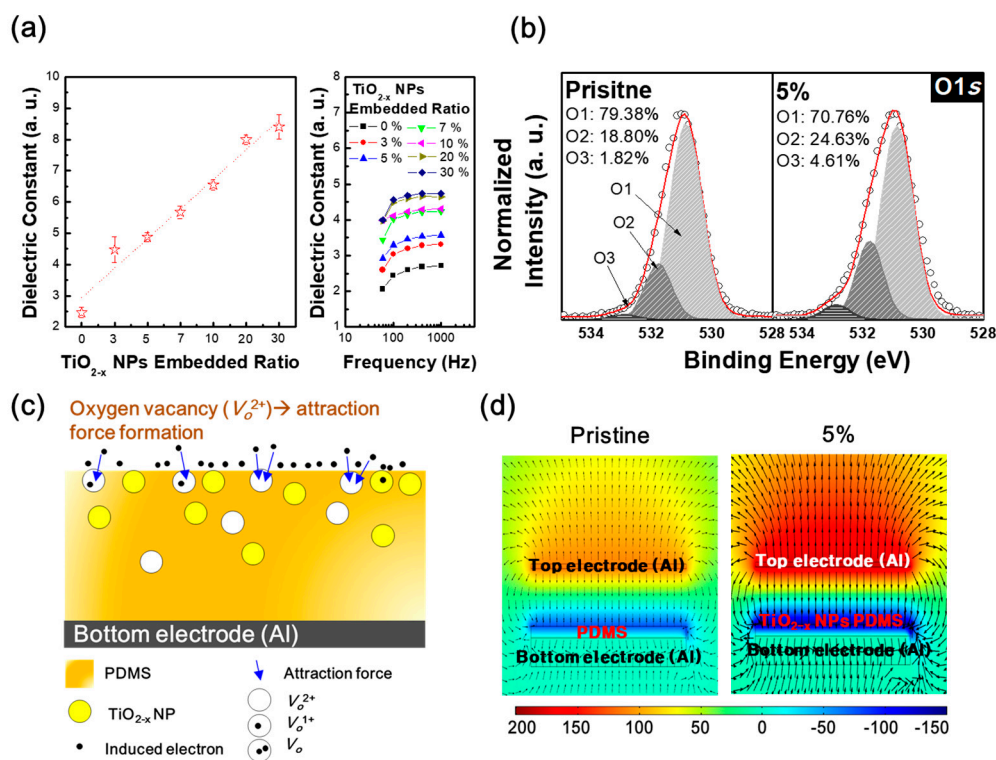 (a)
Dielectric Constant (a. u.)
10
9
8
7
6
5
4
3
2
0 3 5 7 10 20 30
TiO2-x NPs Embedded Ratio
Dielectric Constant (a. u.)
8
7
6
5
4
3
2
1
0
TiO2-x NPs
Embedded Ratio
0 % 7 %
3 % 10 %
5 % 20 %
30 %
10 100 1000
Frequency (Hz)
(b)
Normalized
Intensity (a. u.)
Prisitne
O1: 79.38%
O2: 18.80%
O3: 1.82%
O1
O2
O3
5%
O1: 70.76%
O2: 24.63%
O3: 4.61%
O1s
534 532 530 528 534 532 530 528
Binding Energy (eV)
(c)
Oxygen vacancy (Vo2+)→ attraction
force formation
Bottom electrode (Al)
PDMS
TiO2-x NP
Induced electron
Attraction force
Vo2+
Vo1+
Vo
(d)
Pristine
Top electrode (Al)
PDMS
Bottom electrode (Al)
5%
Top electrode (Al)
TiO2-x NPs PDMS
Bottom electrode (Al)
200 150 100 50 0 -50 -100 -150